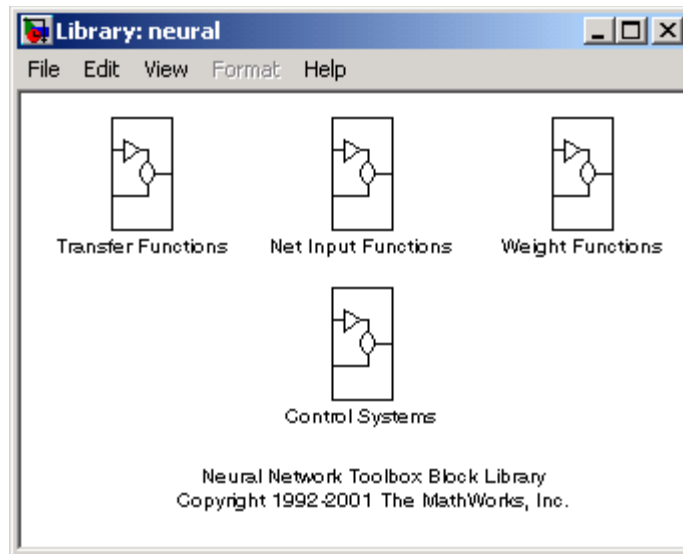 Library: neural
File Edit View Format Help
Transfer Functions Net Input Functions Weight Functions
Control Systems
Neural Network Toolbox Block Library
Copyright 1992-2001 The MathWorks, Inc.